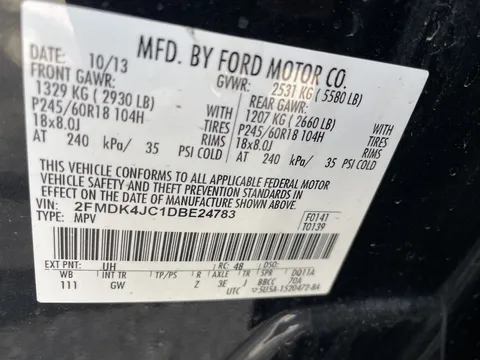 MFD. BY FORD MOTOR CO.
DATE: 10/13 GVWR: 2531 KG (5580 LB)
FRONT GAWR: REAR GAWR:
1329 KG (2930 LB) 1207 KG (2660 LB)
P245/60R18 104H WITH TIRES P245/60R18 104H WITH TIRES
18x8.0J RIMS 18x8.0J RIMS
AT 240 kPa/ 35 PSI COLD AT 240 kPa/ 35 PSI COLD
THIS VEHICLE CONFORMS TO ALL APPLICABLE FEDERAL MOTOR
VEHICLE SAFETY AND THEFT PREVENTION STANDARDS IN
EFFECT ON THE DATE OF MANUFACTURE SHOWN ABOVE.
VIN: 2FMDK4JC1DBE24783 F0141
TYPE: MPV T0139
EXT PNT: UH RC: 48 DQ11A
WB INT TR TP/PS R AXLE TR SPR 70A
111 GW Z 3E J BBCC
UTC